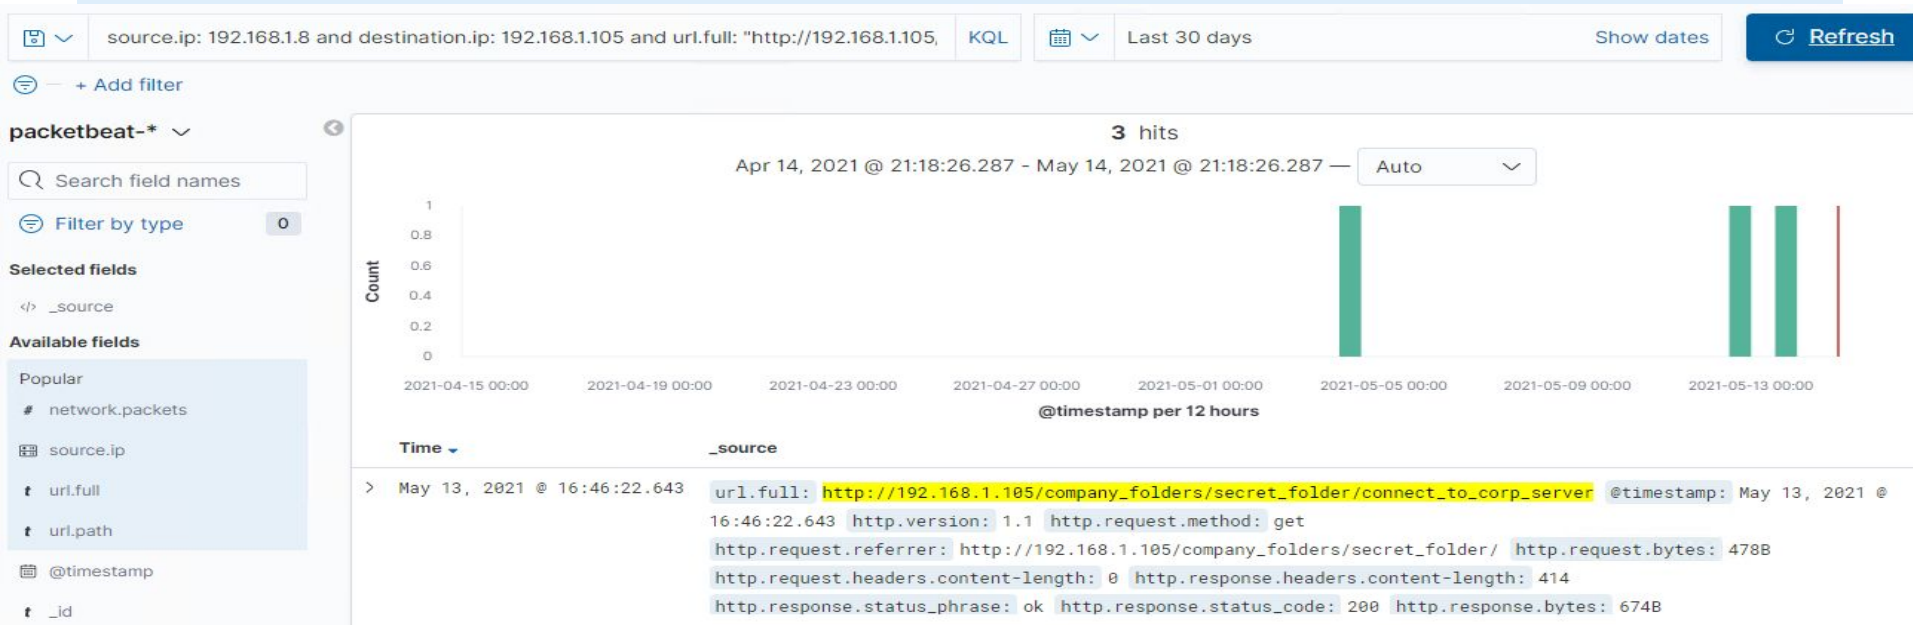 source.ip: 192.168.1.8 and destination.ip: 192.168.1.105 and url.full: "http://192.168.1.105, KQL Last 30 days Show dates Refresh
+ Add filter
packetbeat-*
Search field names
Filter by type 0
Selected fields
</> _source
Available fields
Popular
# network.packets
source.ip
t url.full
t url.path
@timestamp
t _id
3 hits
Apr 14, 2021 @ 21:18:26.287 - May 14, 2021 @ 21:18:26.287 — Auto
Count
1
0.8
0.6
0.4
0.2
0
2021-04-15 00:00 2021-04-19 00:00 2021-04-23 00:00 2021-04-27 00:00 2021-05-01 00:00 2021-05-05 00:00 2021-05-09 00:00 2021-05-13 00:00
@timestamp per 12 hours
Time _source
May 13, 2021 @ 16:46:22.643 url.full: http://192.168.1.105/company_folders/secret_folder/connect_to_corp_server @timestamp: May 13, 2021 @
16:46:22.643 http.version: 1.1 http.request.method: get
http.request.referrer: http://192.168.1.105/company_folders/secret_folder/ http.request.bytes: 478B
http.request.headers.content-length: 0 http.response.headers.content-length: 414
http.response.status_phrase: ok http.response.status_code: 200 http.response.bytes: 674B